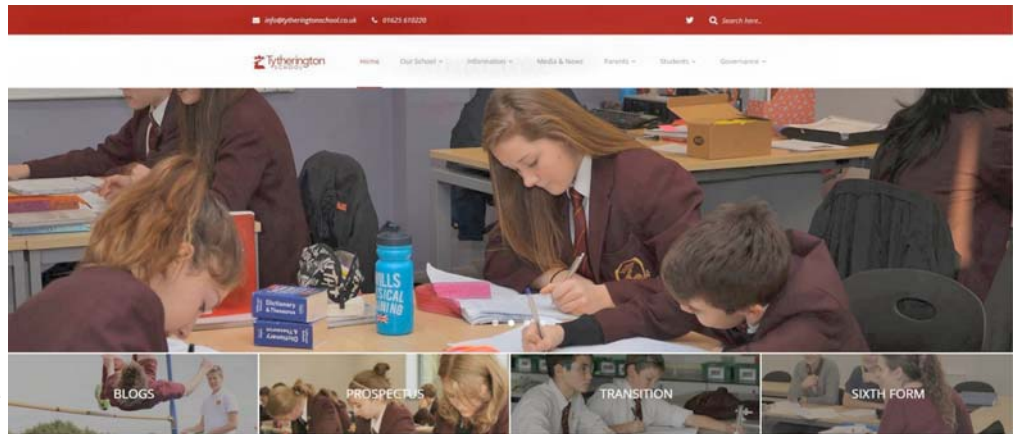 info@tytheringtonschool.co.uk 01625 610220 Search here..
Tytherington
SCHOOL
Home Our School Information Media & News Parents Students Governance
Dictionary
& Thesaurus
Dictionary
& Thesaurus
BLOGS PROSPECTUS TRANSITION SIXTH FORM